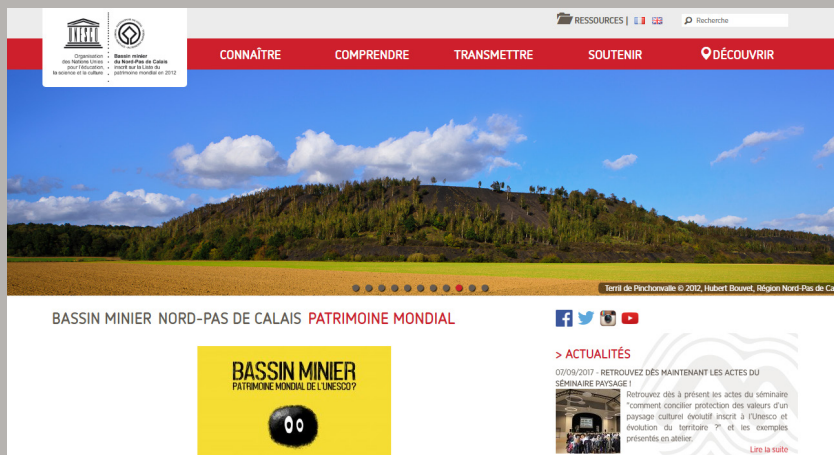 RESSOURCES |
Recherche
Organisation
des Nations Unies
pour l'éducation,
la science et la culture
Bassin minier
du Nord-Pas de Calais
inscrit sur la Liste du
patrimoine mondial en 2012
CONNAÎTRE COMPRENDRE TRANSMETTRE SOUTENIR DÉCOUVRIR
Terril de Pinchonvalle © 2012, Hubert Bouvet, Région Nord-Pas de Ca
BASSIN MINIER NORD-PAS DE CALAIS PATRIMOINE MONDIAL
BASSIN MINIER
PATRIMOINE MONDIAL DE L'UNESCO?
> ACTUALITÉS
07/09/2017 - RETROUVEZ DÈS MAINTENANT LES ACTES DU
SÉMINAIRE PAYSAGE !
Retrouvez dès à présent les actes du séminaire
"comment concilier protection des valeurs d'un
paysage culturel évolutif inscrit à l'Unesco et
évolution du territoire ?" et les exemples
présentés en atelier.
Lire la suite